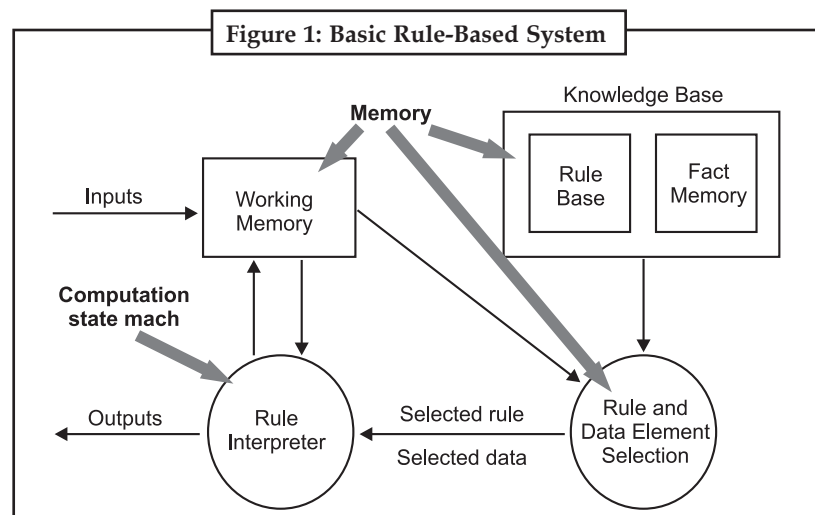 Figure 1: Basic Rule-Based System
Knowledge Base
Memory
Rule
Base
Fact
Memory
Inputs
Working
Memory
Computation
state mach
Outputs
Rule
Interpreter
Selected rule
Selected data
Rule and
Data Element
Selection